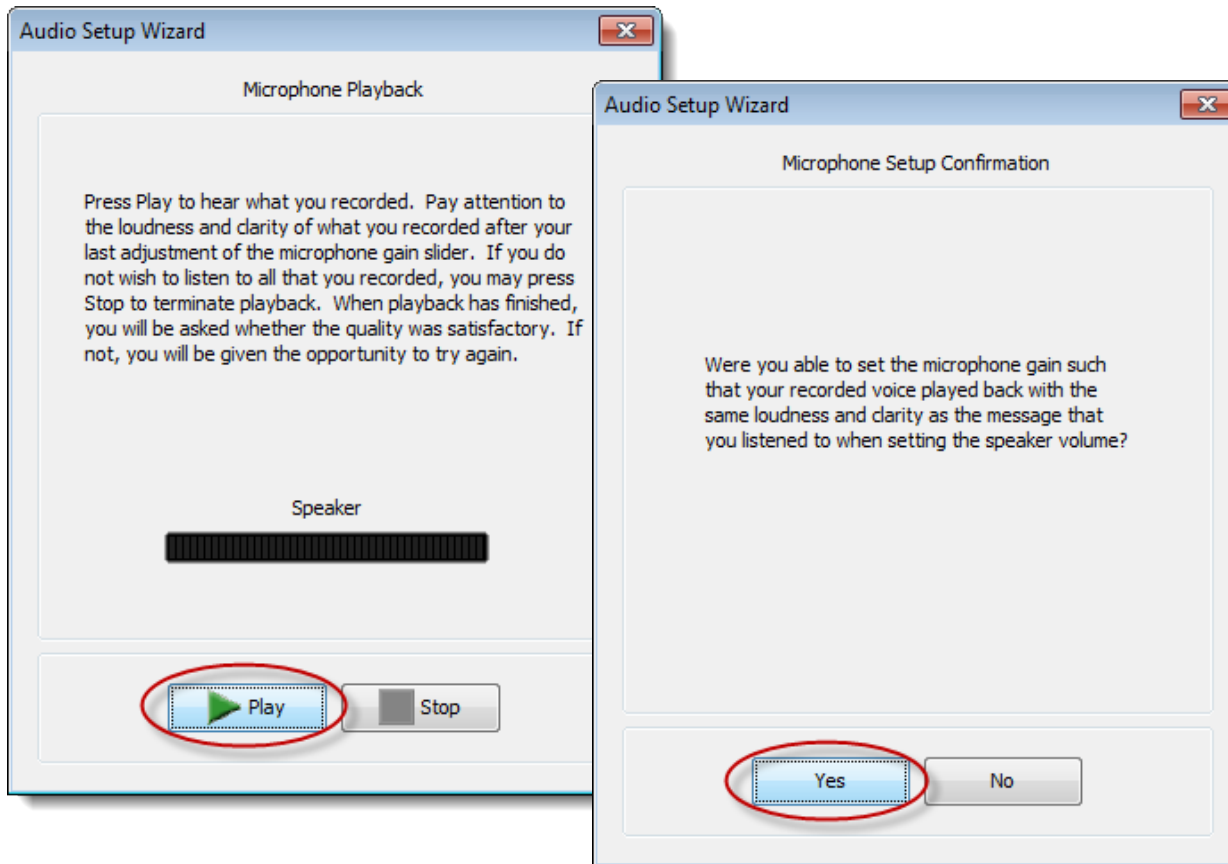 Audio Setup Wizard
Microphone Playback
Press Play to hear what you recorded.  Pay attention to
the loudness and clarity of what you recorded after your
last adjustment of the microphone gain slider.  If you do
not wish to listen to all that you recorded, you may press
Stop to terminate playback.  When playback has finished,
you will be asked whether the quality was satisfactory.  If
not, you will be given the opportunity to try again.
Speaker
Play
Stop
Audio Setup Wizard
Microphone Setup Confirmation
Were you able to set the microphone gain such
that your recorded voice played back with the
same loudness and clarity as the message that
you listened to when setting the speaker volume?
Yes
No